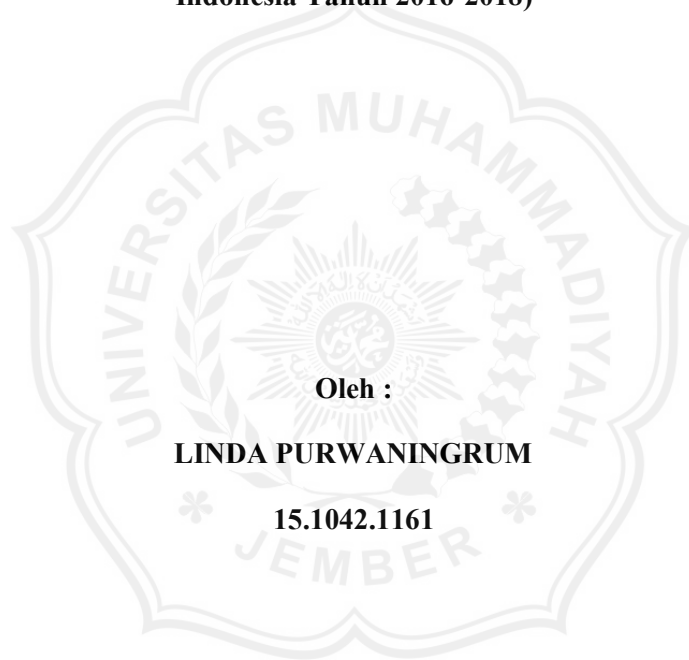 Indonesia Tahun 2016-2018)
UNIVERSITAS MUHAMMADIYAH
Oleh :
LINDA PURWANINGRUM
15.1042.1161
JEMBER